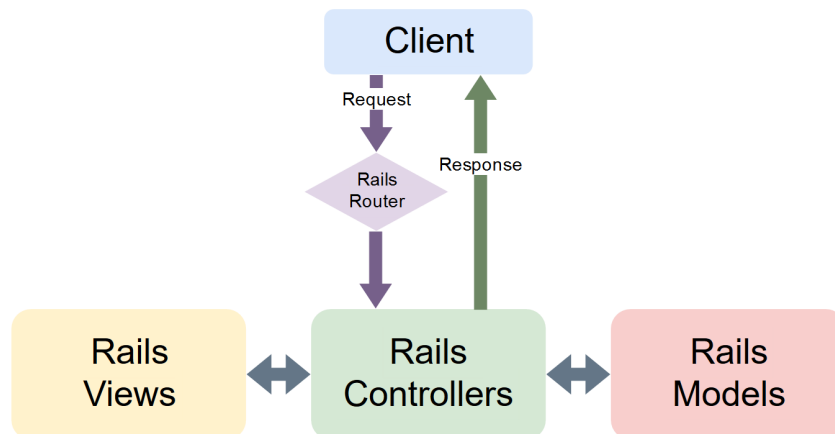 Client
Request
Response
Rails
Router
Rails
Views
Rails
Controllers
Rails
Models